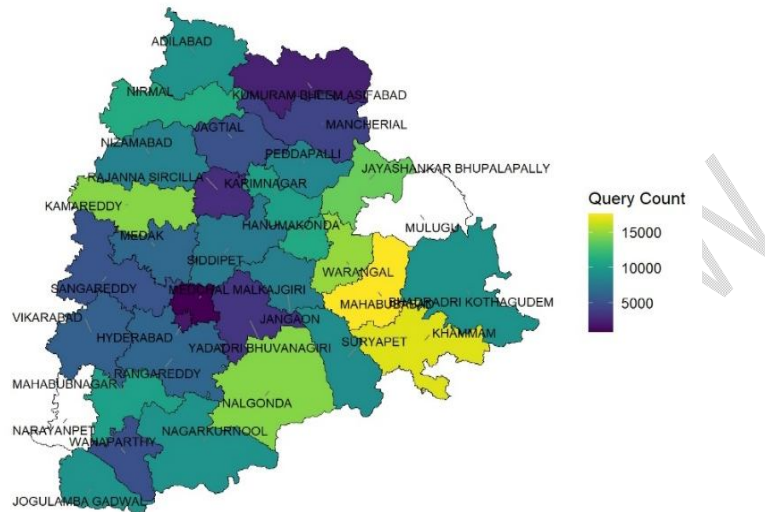 ADILABAD
NIRMAL
KUMURAM BHEEM ASIFABAD
JAGTIAL
MANCHERIAL
NIZAMABAD
PEDDAPALLI
JAYASHANKAR BHUPALAPALLY
RAJANNA SIRCILLA
KARIMNAGAR
KAMAREDDY
HANUMAKONDA
MULUGU
MEDAK
SIDDIPET
WARANGAL
SANGAREDDY
MEDCHAL MALKAJGIRI
MAHABUBABAD
BHADRADRI KOTHAGUDEM
VIKARABAD
JANGAON
HYDERABAD
YADADRI BHUVANAGIRI
SURYAPET
KHAMMAM
RANGAREDDY
MAHABUBNAGAR
NALGONDA
NARAYANPET
NAGARKURNOOL
WANAPARTHY
JOGULAMBA GADWAL
Query Count
15000
10000
5000